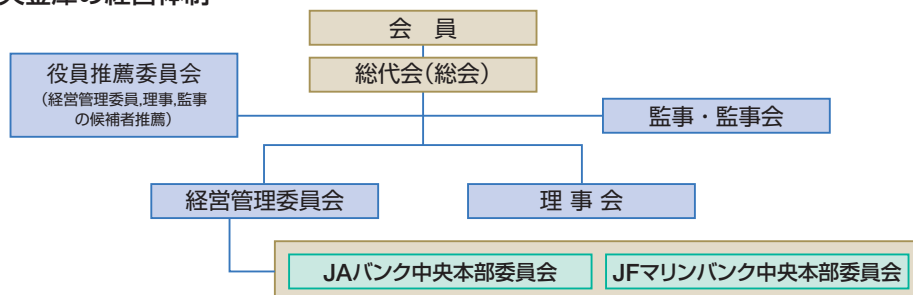 会 員
総代会(総会)
役員推薦委員会
(経営管理委員,理事,監事
の候補者推薦)
監事・監事会
経営管理委員会
理 事 会
JAバンク中央本部委員会
JFマリンバンク中央本部委員会